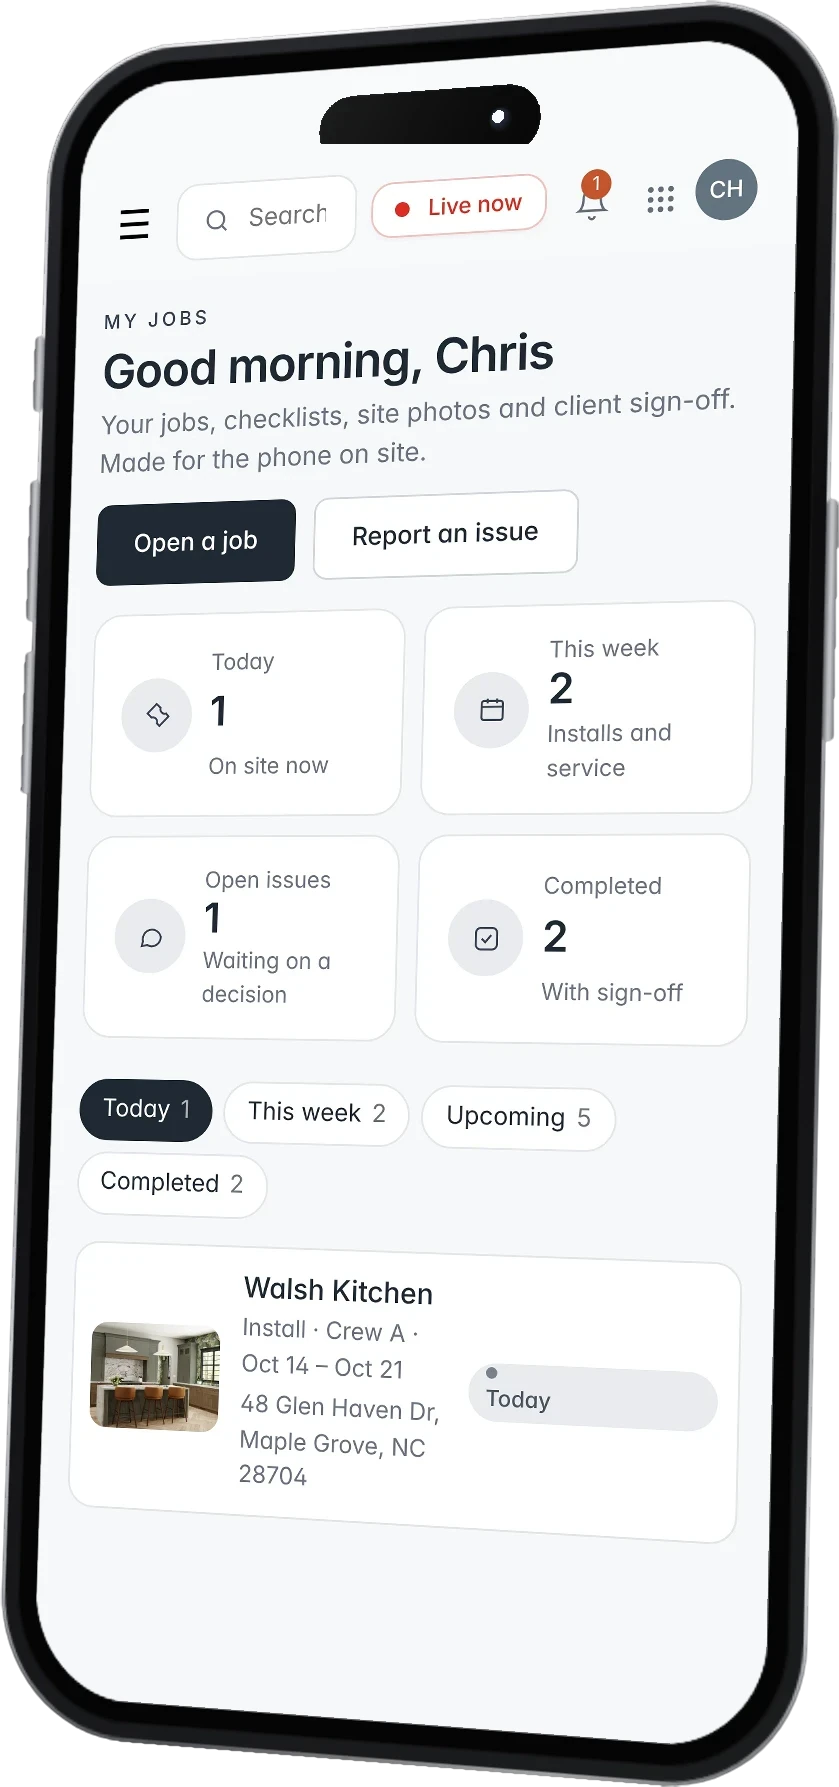 Search
Live now
1
CH
MY JOBS
Good morning, Chris
Your jobs, checklists, site photos and client sign-off.
Made for the phone on site.
Open a job
Report an issue
Today
1
On site now
This week
2
Installs and
service
Open issues
1
Waiting on a
decision
Completed
2
With sign-off
Today 1
This week 2
Upcoming 5
Completed 2
Walsh Kitchen
Install · Crew A ·
Oct 14 – Oct 21
48 Glen Haven Dr,
Maple Grove, NC
28704
Today